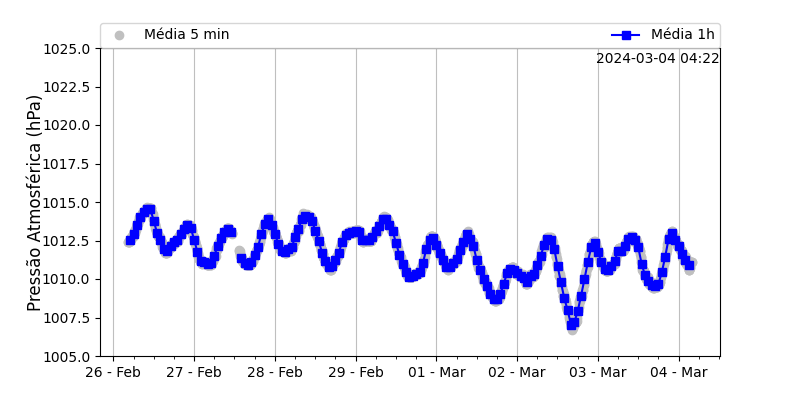 Média 5 min
Média 1h
2024-03-04 04:22
Pressão Atmosférica (hPa)
1025.0
1022.5
1020.0
1017.5
1015.0
1012.5
1010.0
1007.5
1005.0
26 - Feb
27 - Feb
28 - Feb
29 - Feb
01 - Mar
02 - Mar
03 - Mar
04 - Mar